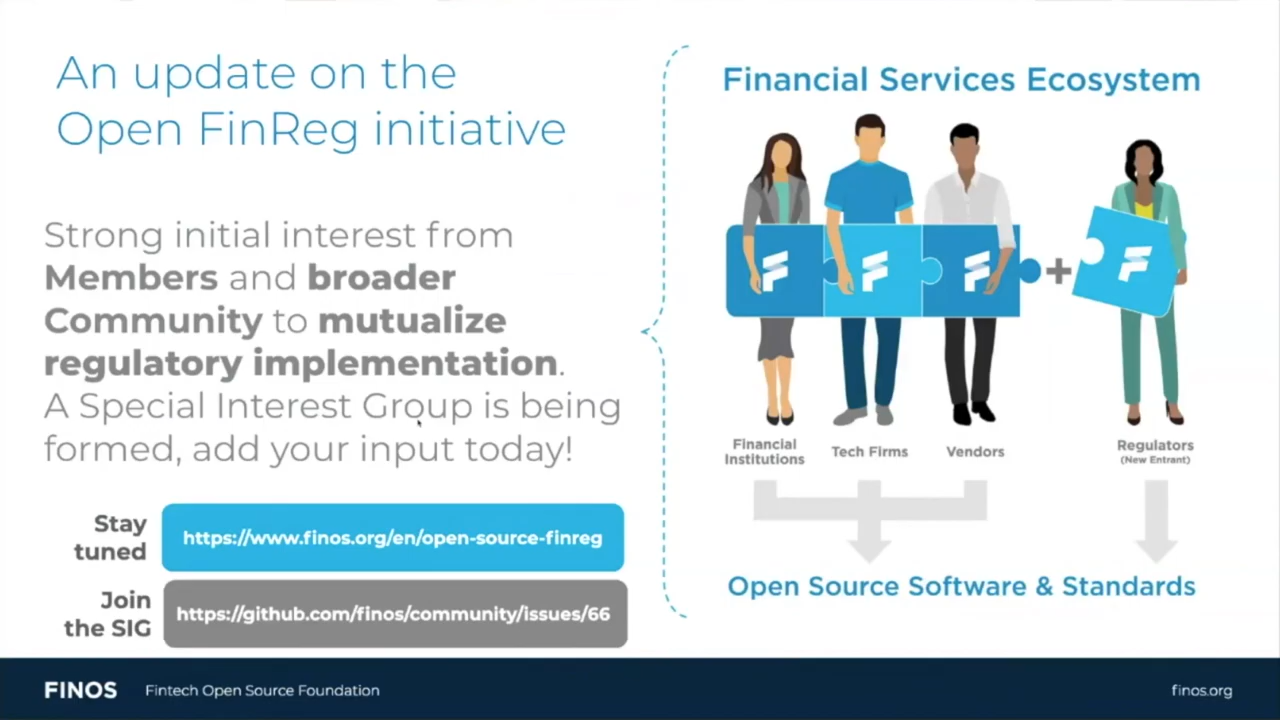 An update on the
Open FinReg initiative
Strong initial interest from
Members and broader
Community to mutualize
regulatory implementation.
A Special Interest Group is being
formed, add your input today!
Stay
tuned
https://www.finos.org/en/open-source-finreg
Join
the SIG
https://github.com/finos/community/issues/66
Financial Services Ecosystem
+
Financial
Institutions
Tech Firms
Vendors
Regulators
(New Entrant)
Open Source Software & Standards
FINOS Fintech Open Source Foundation
finos.org